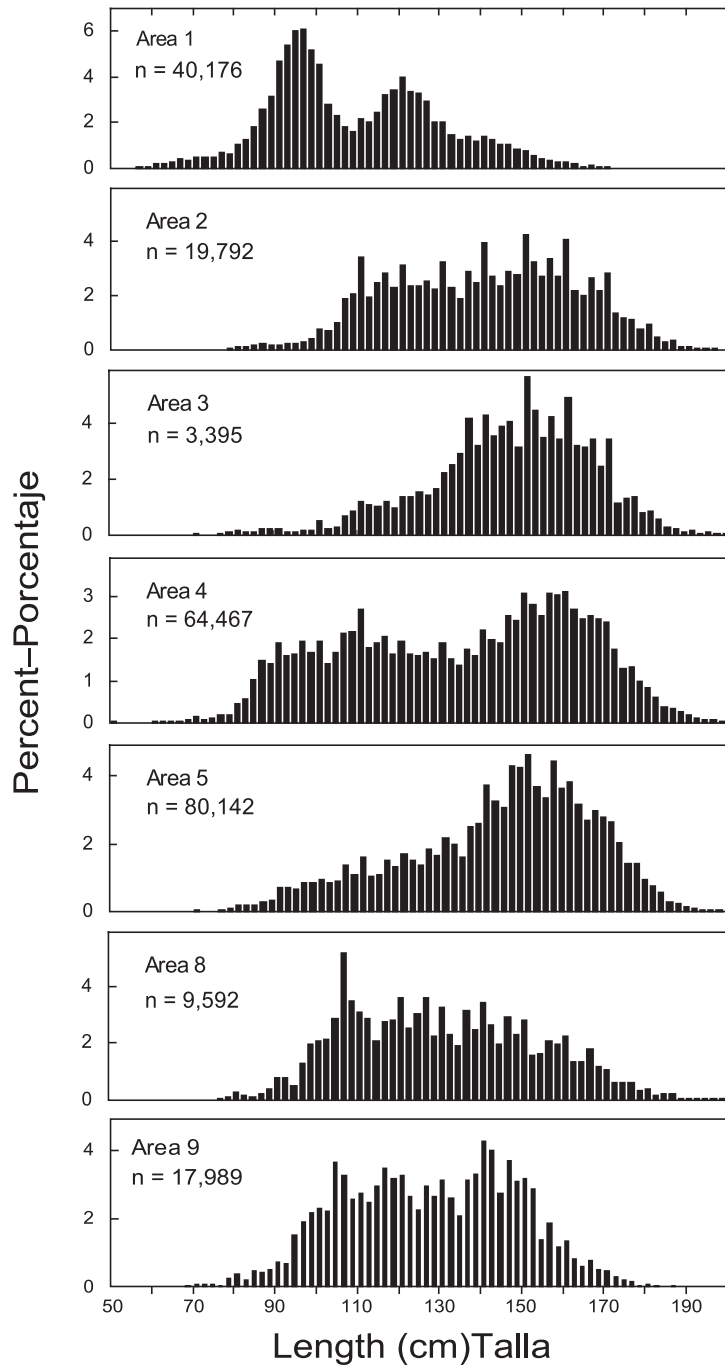 6
Area 1
n = 40,176
4
2
0
Area 2
n = 19,792
4
2
0
Area 3
n = 3,395
4
2
0
Area 4
n = 64,467
3
2
1
0
Area 5
n = 80,142
4
2
0
Area 8
n = 9,592
4
2
0
Area 9
n = 17,989
4
2
0
Percent–Porcentaje
50 70 90 110 130 150 170 190
Length (cm)Talla